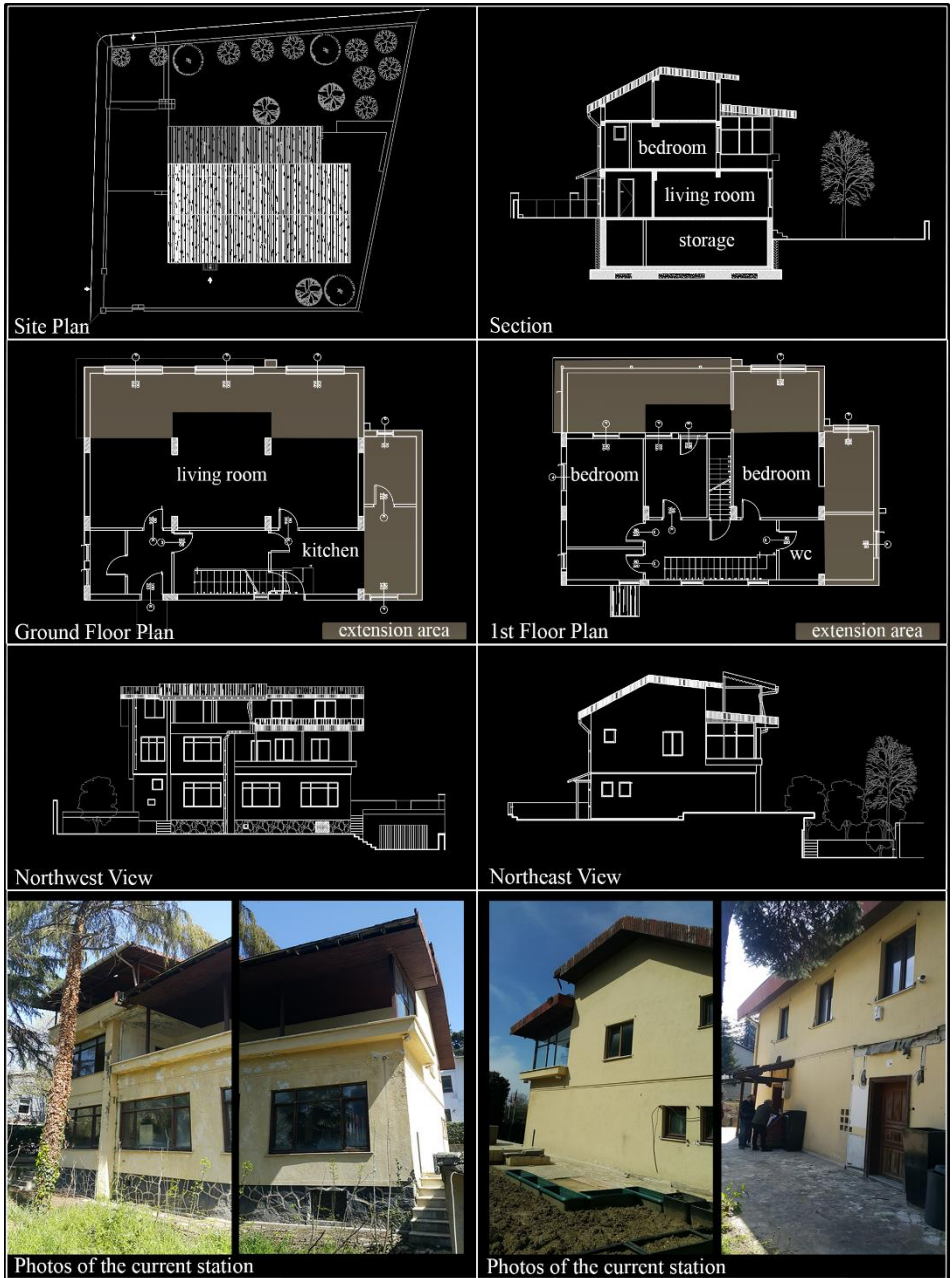 Site Plan
bedroom
living room
storage
Section
living room
kitchen
Ground Floor Plan
extension area
bedroom
bedroom
wc
1st Floor Plan
extension area
Northwest View
Northeast View
Photos of the current station
Photos of the current station